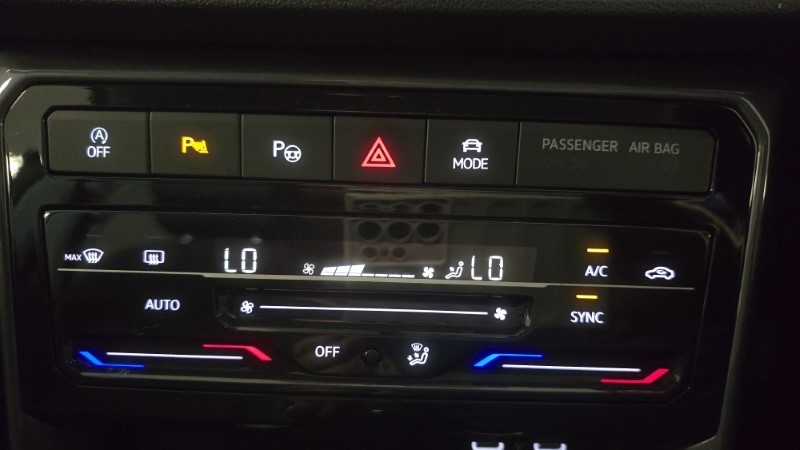 A OFF
P
P
MODE
PASSENGER AIR BAG
MAX
LO
LO
A/C
AUTO
SYNC
OFF